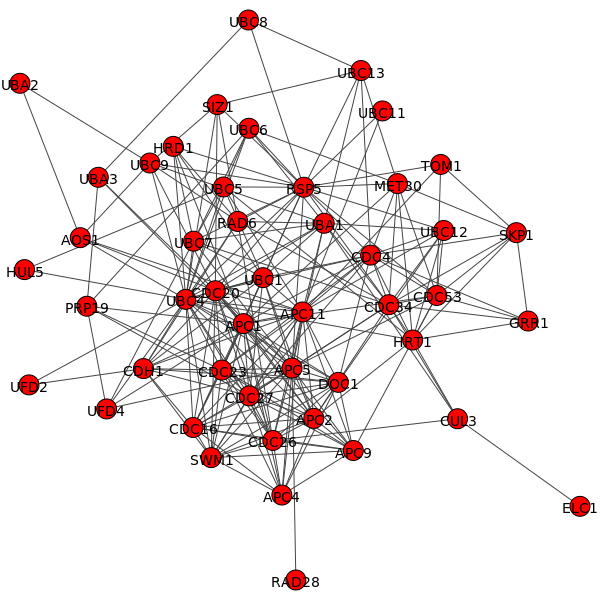 UBC8
UBC13
UBA2
SIZ1
UBC11
UBC6
HRD1
UBC9
TOM1
UBA3
UBC5
RSP5
MET30
RAD6
UBA1
UBC12
SKP1
AOS1
UBC7
CDC4
HUL5
UBC1
UBC4
CDC20
CDC53
PRP19
CDC34
APC11
APC1
GRR1
HRT1
CDH1
CDC23
APC5
DOC1
UFD2
CDC27
UFD4
APC2
CUL3
CDC16
CDC26
SWM1
APC9
APC4
ELC1
RAD28